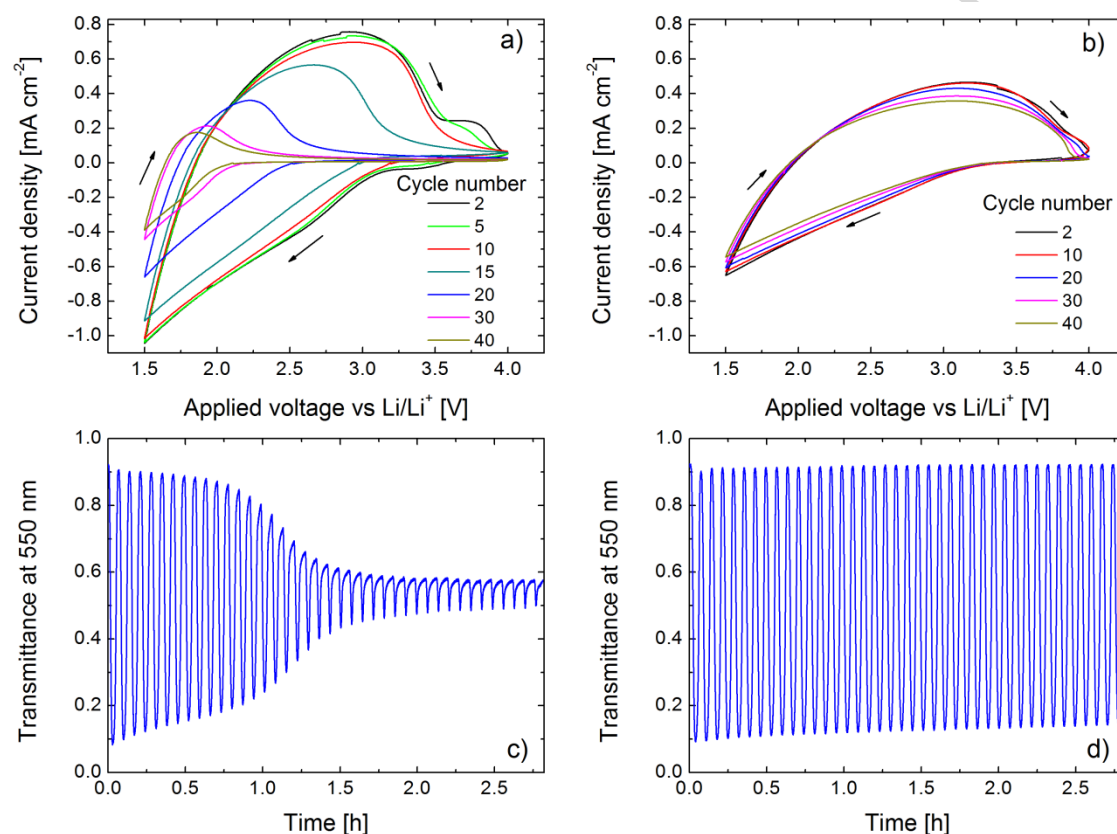 a)
0.8
0.6
0.4
0.2
0.0
-0.2
-0.4
-0.6
-0.8
-1.0
Current density [mA cm⁻²]
Cycle number
2
5
10
15
20
30
40
1.5 2.0 2.5 3.0 3.5 4.0
Applied voltage vs Li/Li⁺ [V]
b)
0.8
0.6
0.4
0.2
0.0
-0.2
-0.4
-0.6
-0.8
-1.0
Current density [mA cm⁻²]
Cycle number
2
10
20
30
40
1.5 2.0 2.5 3.0 3.5 4.0
Applied voltage vs Li/Li⁺ [V]
1.0
0.8
0.6
0.4
0.2
0.0
Transmittance at 550 nm
c)
0.0 0.5 1.0 1.5 2.0 2.5
Time [h]
1.0
0.8
0.6
0.4
0.2
0.0
Transmittance at 550 nm
d)
0.0 0.5 1.0 1.5 2.0 2.5
Time [h]